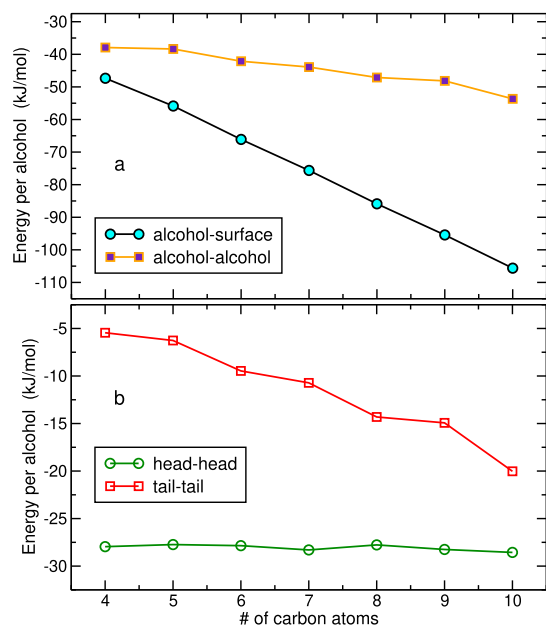 -30
-40
-50
-60
-70
-80
-90
-100
-110
Energy per alcohol (kJ/mol)
a
alcohol-surface
alcohol-alcohol
-5
-10
-15
-20
-25
-30
Energy per alcohol (kJ/mol)
b
head-head
tail-tail
4 5 6 7 8 9 10
# of carbon atoms